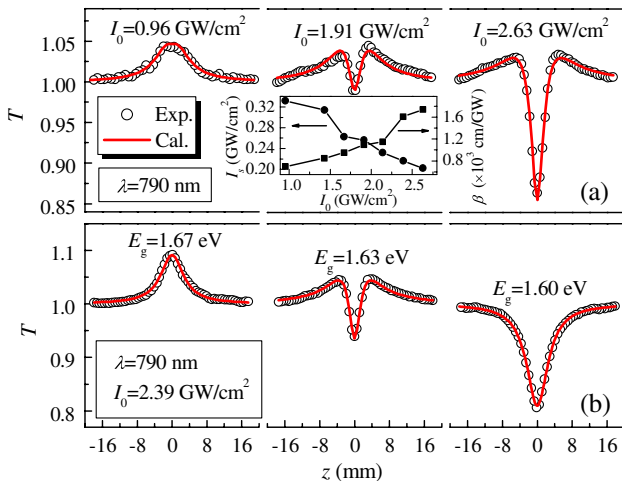 I₀=0.96 GW/cm² I₀=1.91 GW/cm² I₀=2.63 GW/cm²
1.05
1.00
0.95
0.90
0.85
T
Exp.
Cal.
λ=790 nm
0.32
0.28
0.24
0.20
Iₛ (GW/cm²)
1.0 1.5 2.0 2.5
I₀ (GW/cm²)
1.6
1.2
0.8
β (×10³ cm/GW)
(a)
E_g=1.67 eV E_g=1.63 eV E_g=1.60 eV
1.1
1.0
0.9
0.8
T
λ=790 nm
I₀=2.39 GW/cm²
(b)
-16 -8 0 8 16 -16 -8 0 8 16 -16 -8 0 8 16
z (mm)